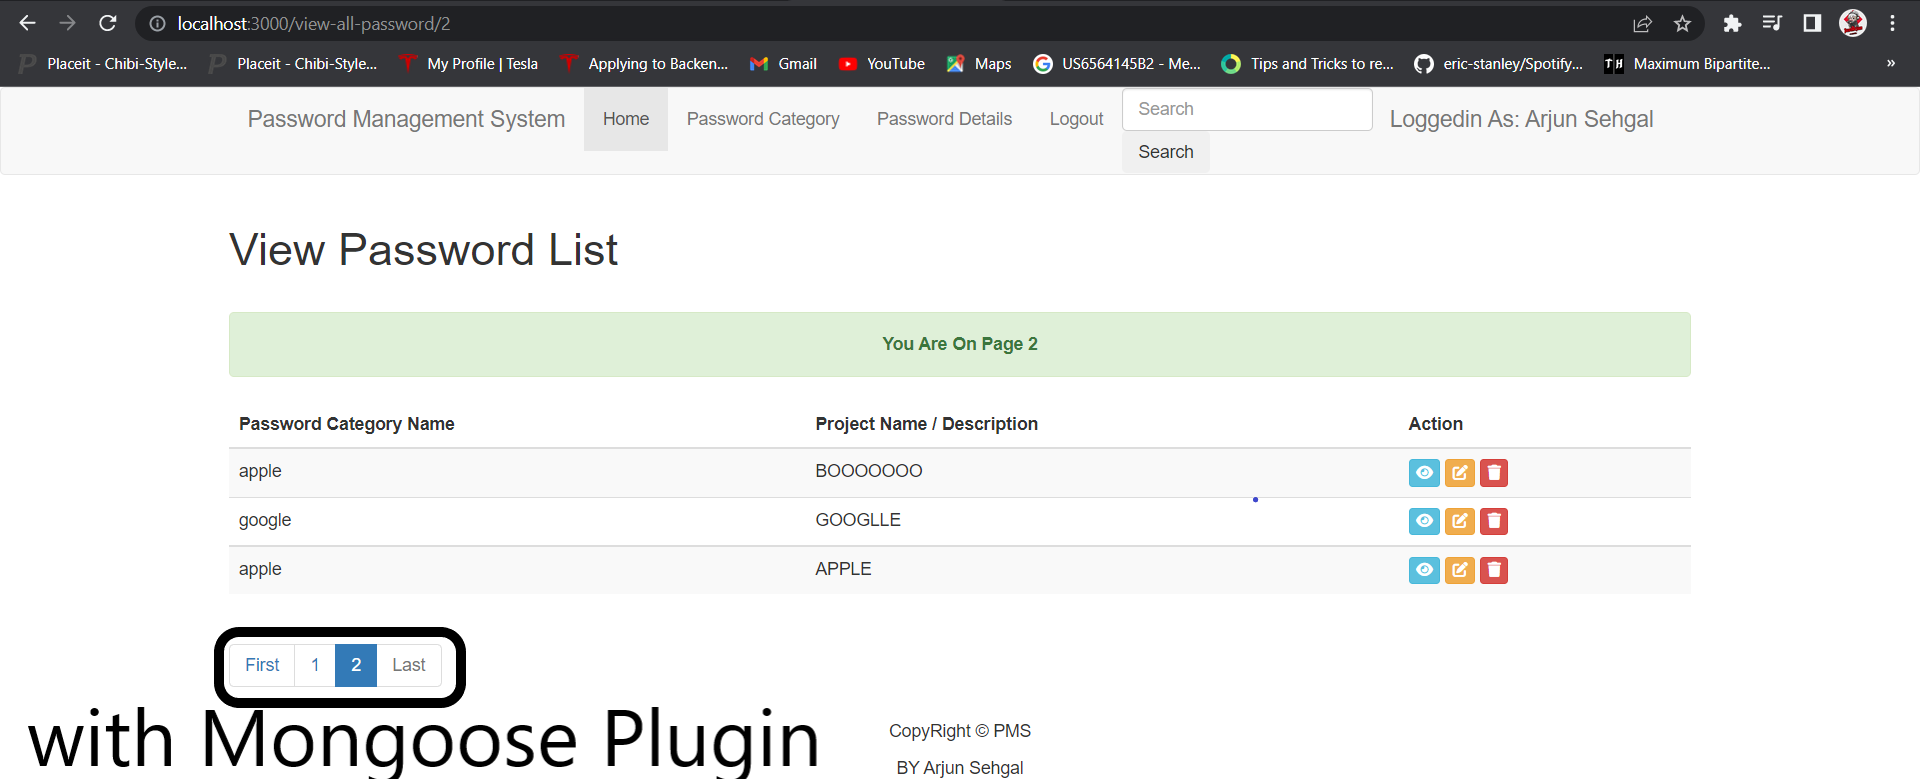 localhost:3000/view-all-password/2
Placeit - Chibi-Style... Placeit - Chibi-Style... My Profile | Tesla Applying to Backen... Gmail YouTube Maps US6564145B2 - Me... Tips and Tricks to re... eric-stanley/Spotify... Maximum Bipartite... »
Password Management System Home Password Category Password Details Logout Search Loggedin As: Arjun Sehgal
Search
View Password List
You Are On Page 2
Password Category Name Project Name / Description Action
apple BOOOOOOO
google GOOGLLE
apple APPLE
First 1 2 Last
with Mongoose Plugin
CopyRight © PMS
BY Arjun Sehgal